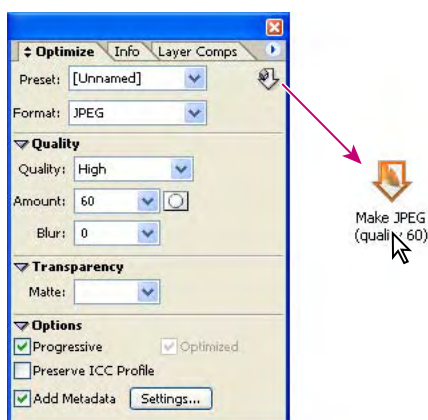 Optimize Info Layer Comps
Preset: [Unnamed]
Format: JPEG
Quality
Quality: High
Amount: 60
Blur: 0
Transparency
Matte:
Options
Progressive Optimized
Preserve ICC Profile
Add Metadata Settings...
Make JPEG
(quality 60)